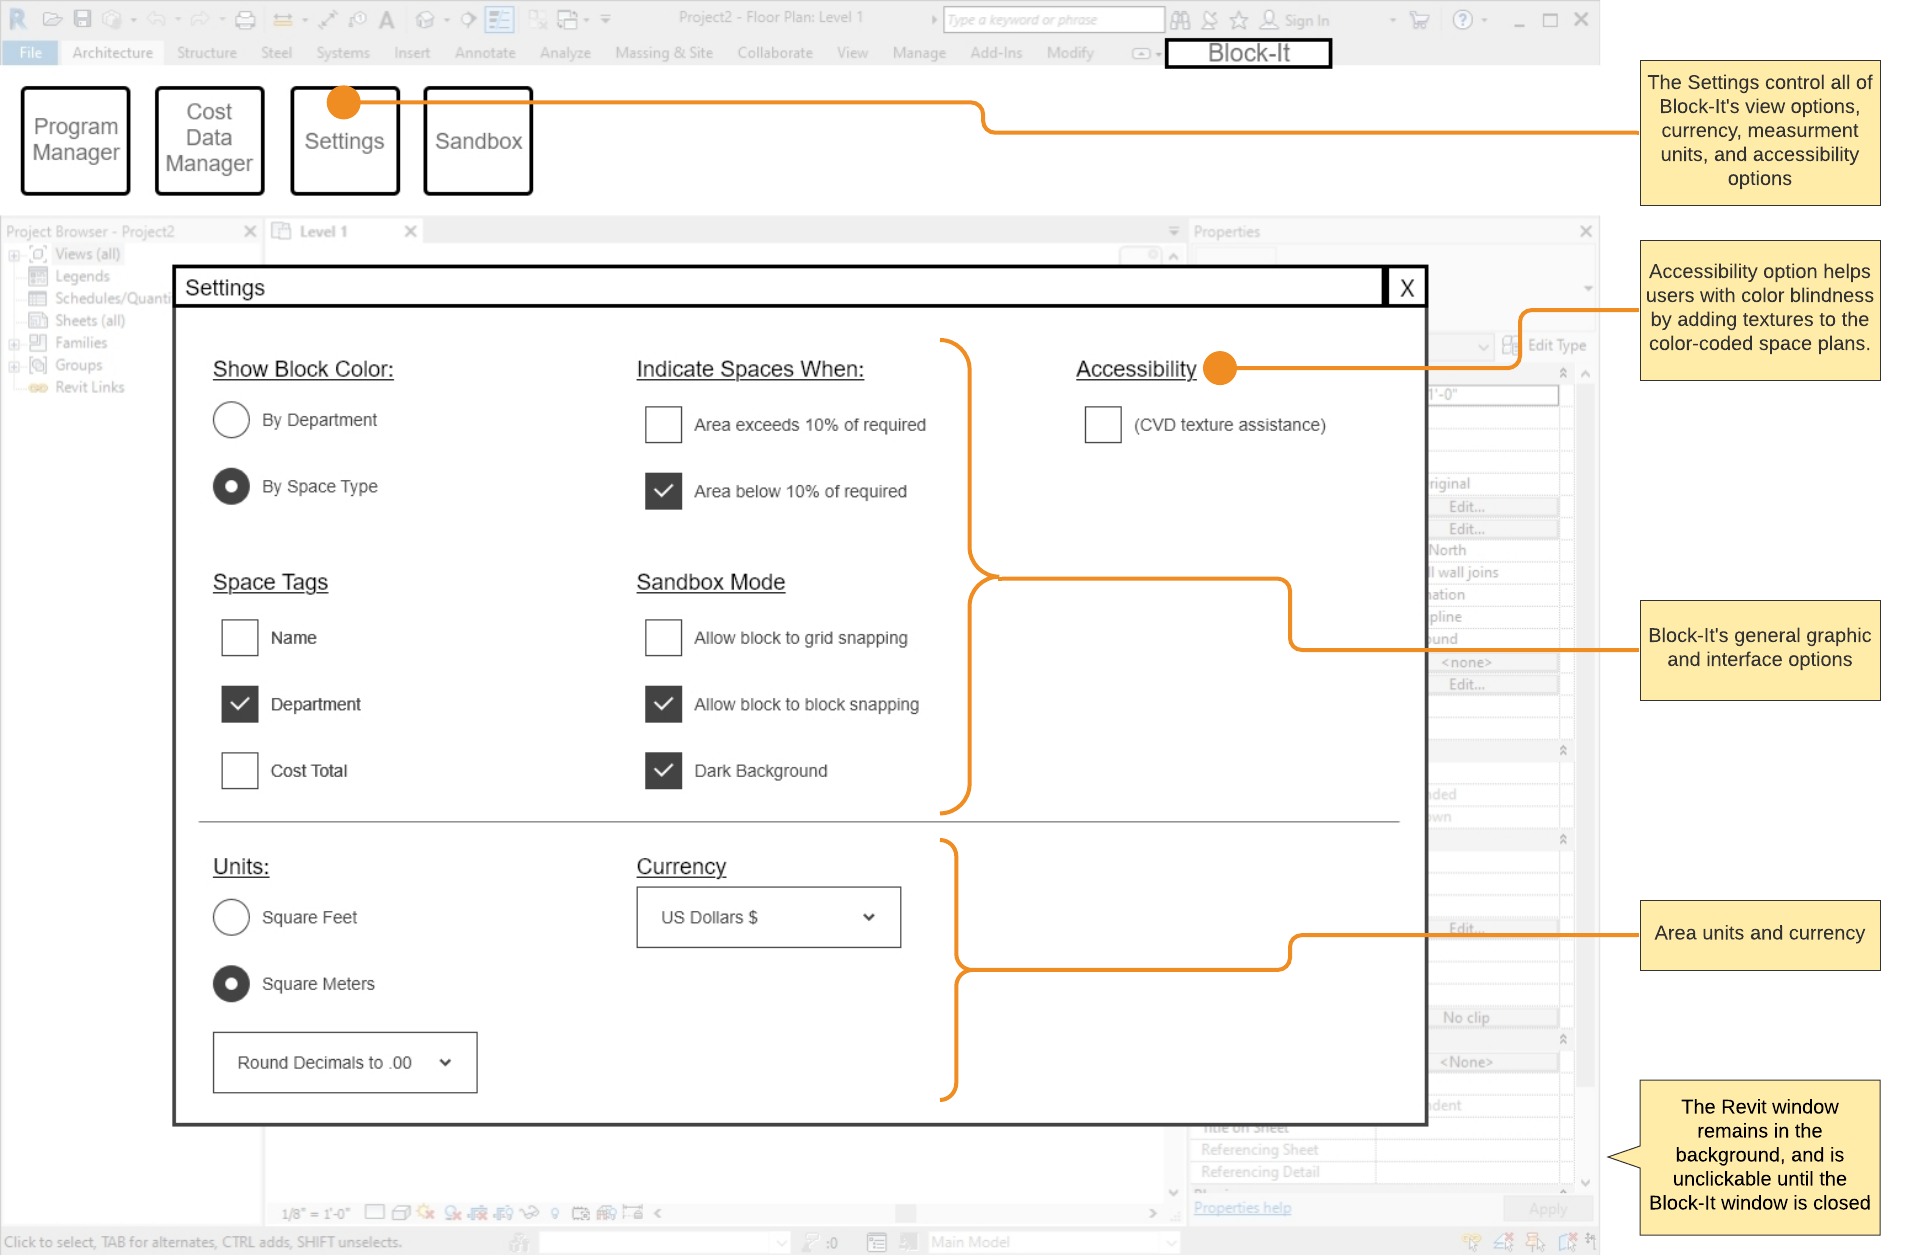 Project2 - Floor Plan: Level 1
Type a keyword or phrase
Sign In
File Architecture Structure Steel Systems Insert Annotate Analyze Massing & Site Collaborate View Manage Add-Ins Modify
Block-It
Program
Manager
Cost
Data
Manager
Settings
Sandbox
The Settings control all of
Block-It's view options,
currency, measurment
units, and accessibility
options
Project Browser - Project2
Views (all)
Legends
Schedules/Quanti
Sheets (all)
Families
Groups
Revit Links
Level 1
Properties
Edit Type
Accessibility option helps
users with color blindness
by adding textures to the
color-coded space plans.
Settings
X
Show Block Color:
By Department
By Space Type
Indicate Spaces When:
Area exceeds 10% of required
Area below 10% of required
Accessibility
(CVD texture assistance)
Space Tags
Name
Department
Cost Total
Sandbox Mode
Allow block to grid snapping
Allow block to block snapping
Dark Background
Block-It's general graphic
and interface options
Units:
Square Feet
Square Meters
Round Decimals to .00
Currency
US Dollars $
Area units and currency
1'-0"
riginal
Edit...
Edit...
North
ll wall joins
nation
pline
ound
<none>
Edit...
ded
own
Edit...
No clip
<None>
dent
Title on Sheet
Referencing Sheet
Referencing Detail
Properties help
Apply
The Revit window
remains in the
background, and is
unclickable until the
Block-It window is closed
1/8" = 1'-0"
Click to select, TAB for alternates, CTRL adds, SHIFT unselects.
:0
Main Model